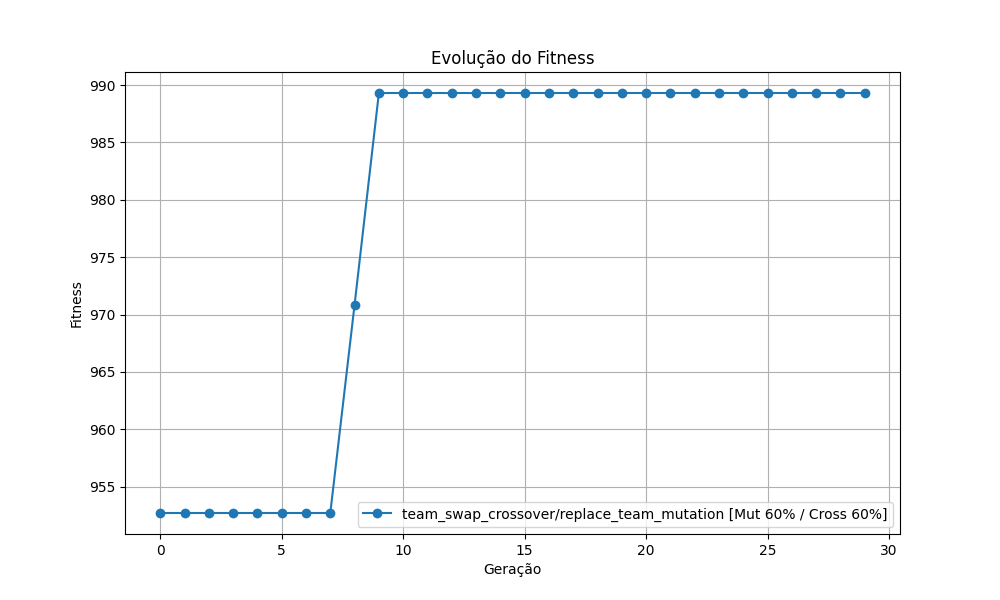 Evolução do Fitness
990
985
980
975
970
965
960
955
Fitness
team_swap_crossover/replace_team_mutation [Mut 60% / Cross 60%]
0 5 10 15 20 25 30
Geração